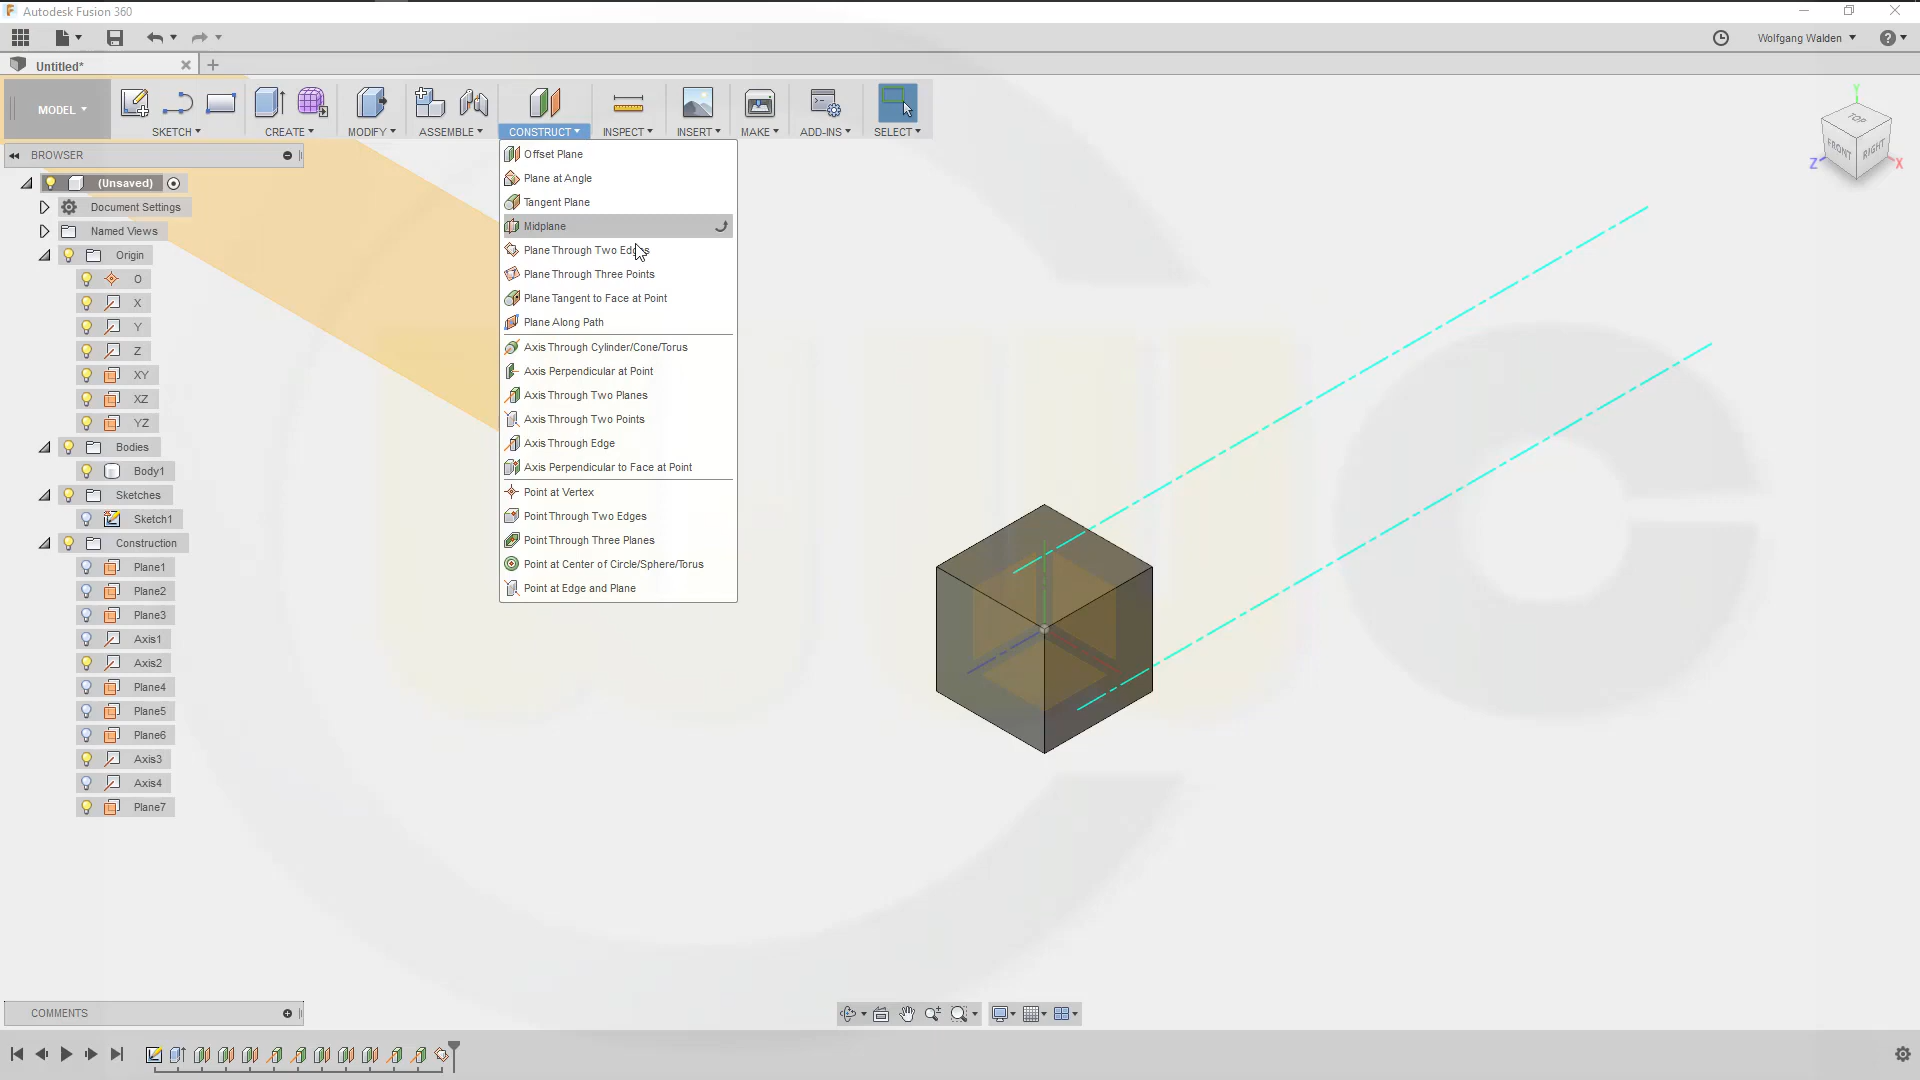 Autodesk Fusion 360
Wolfgang Walden
Untitled*
MODEL
SKETCH
CREATE
MODIFY
ASSEMBLE
CONSTRUCT
INSPECT
INSERT
MAKE
ADD-INS
SELECT
BROWSER
(Unsaved)
Document Settings
Named Views
Origin
O
X
Y
Z
XY
XZ
YZ
Bodies
Body1
Sketches
Sketch1
Construction
Plane1
Plane2
Plane3
Axis1
Axis2
Plane4
Plane5
Plane6
Axis3
Axis4
Plane7
Offset Plane
Plane at Angle
Tangent Plane
Midplane
Plane Through Two Edges
Plane Through Three Points
Plane Tangent to Face at Point
Plane Along Path
Axis Through Cylinder/Cone/Torus
Axis Perpendicular at Point
Axis Through Two Planes
Axis Through Two Points
Axis Through Edge
Axis Perpendicular to Face at Point
Point at Vertex
Point Through Two Edges
Point Through Three Planes
Point at Center of Circle/Sphere/Torus
Point at Edge and Plane
Y
TOP
FRONT
RIGHT
Z
X
COMMENTS